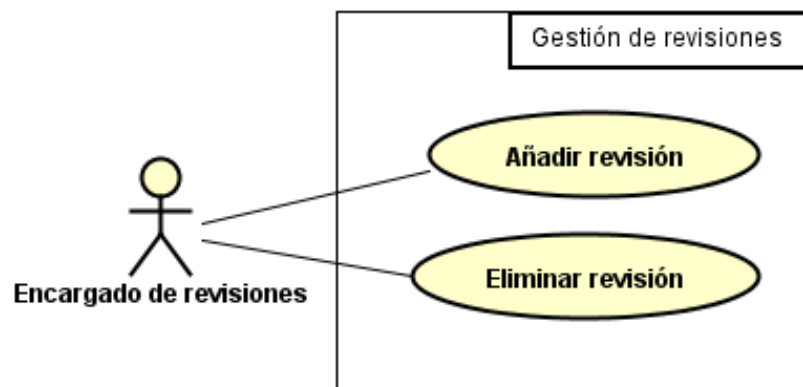 Gestión de revisiones
Añadir revisión
Eliminar revisión
Encargado de revisiones